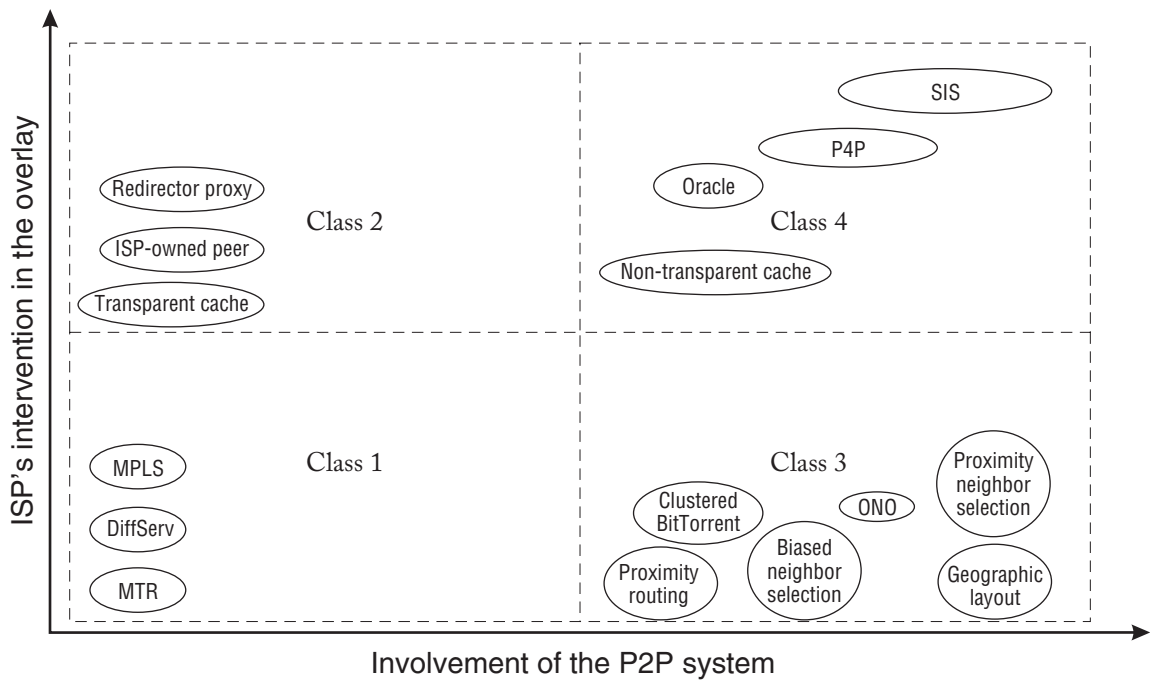 ISP's intervention in the overlay
SIS
P4P
Oracle
Redirector proxy
Class 2
Class 4
ISP-owned peer
Non-transparent cache
Transparent cache
MPLS
Class 1
Class 3
Proximity
neighbor
selection
Clustered
BitTorrent
ONO
DiffServ
Biased
neighbor
selection
Proximity
routing
Geographic
layout
MTR
Involvement of the P2P system